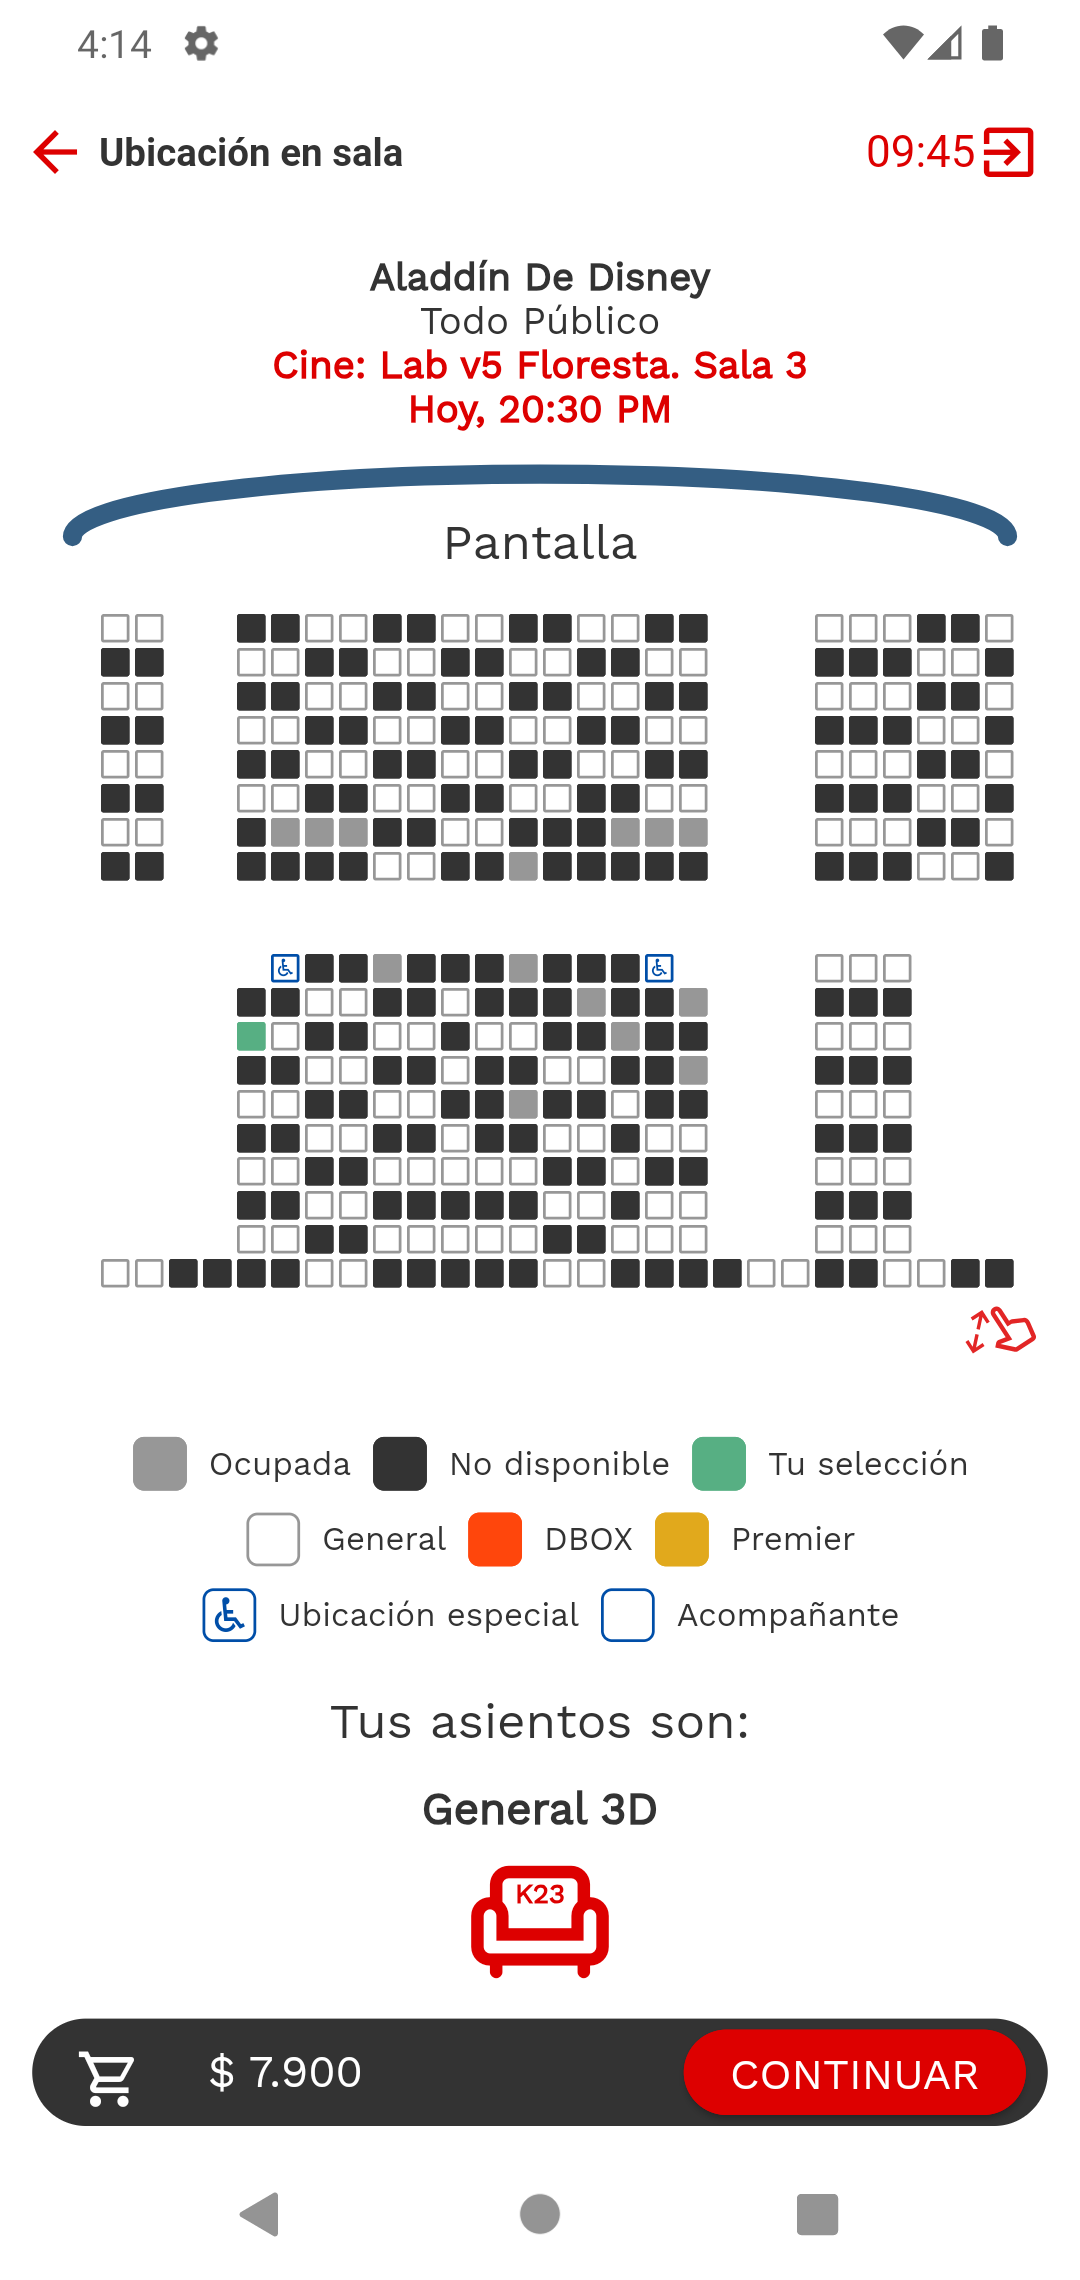 4:14
Ubicación en sala
09:45
Aladdín De Disney
Todo Público
Cine: Lab v5 Floresta. Sala 3
Hoy, 20:30 PM
Pantalla
Ocupada No disponible Tu selección
General DBOX Premier
Ubicación especial Acompañante
Tus asientos son:
General 3D
K23
$ 7.900 CONTINUAR